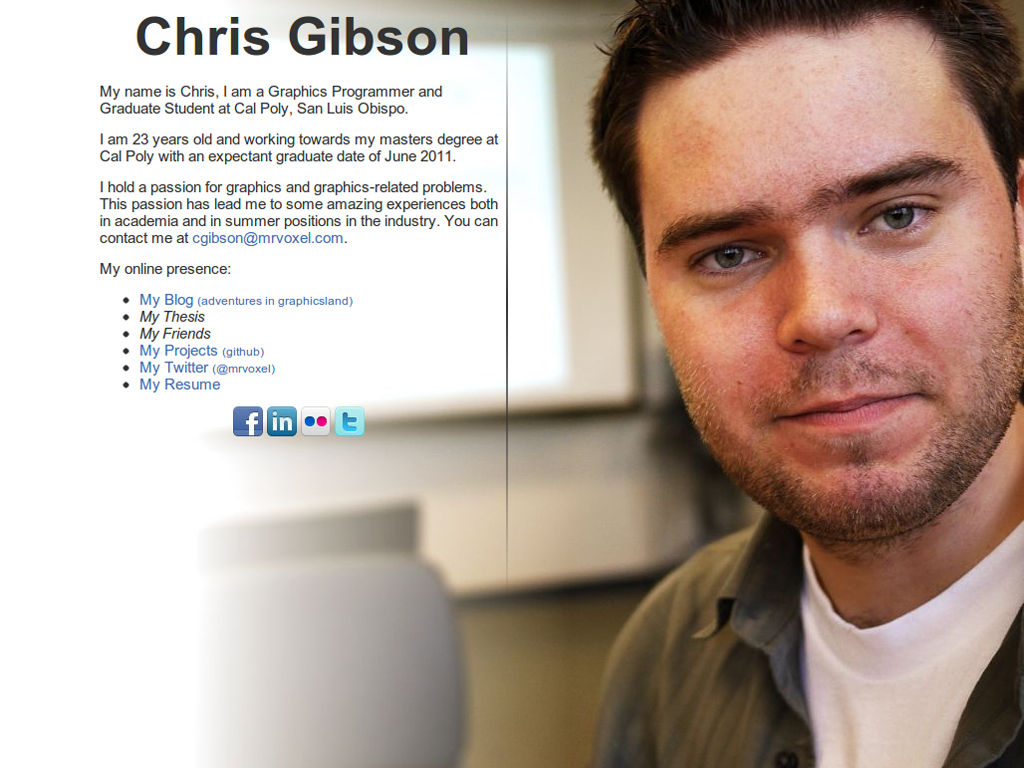 Chris Gibson
My name is Chris, I am a Graphics Programmer and
Graduate Student at Cal Poly, San Luis Obispo.
I am 23 years old and working towards my masters degree at
Cal Poly with an expectant graduate date of June 2011.
I hold a passion for graphics and graphics-related problems.
This passion has lead me to some amazing experiences both
in academia and in summer positions in the industry. You can
contact me at cgibson@mrvoxel.com.
My online presence:
My Blog (adventures in graphicsland)
My Thesis
My Friends
My Projects (github)
My Twitter (@mrvoxel)
My Resume
f in t